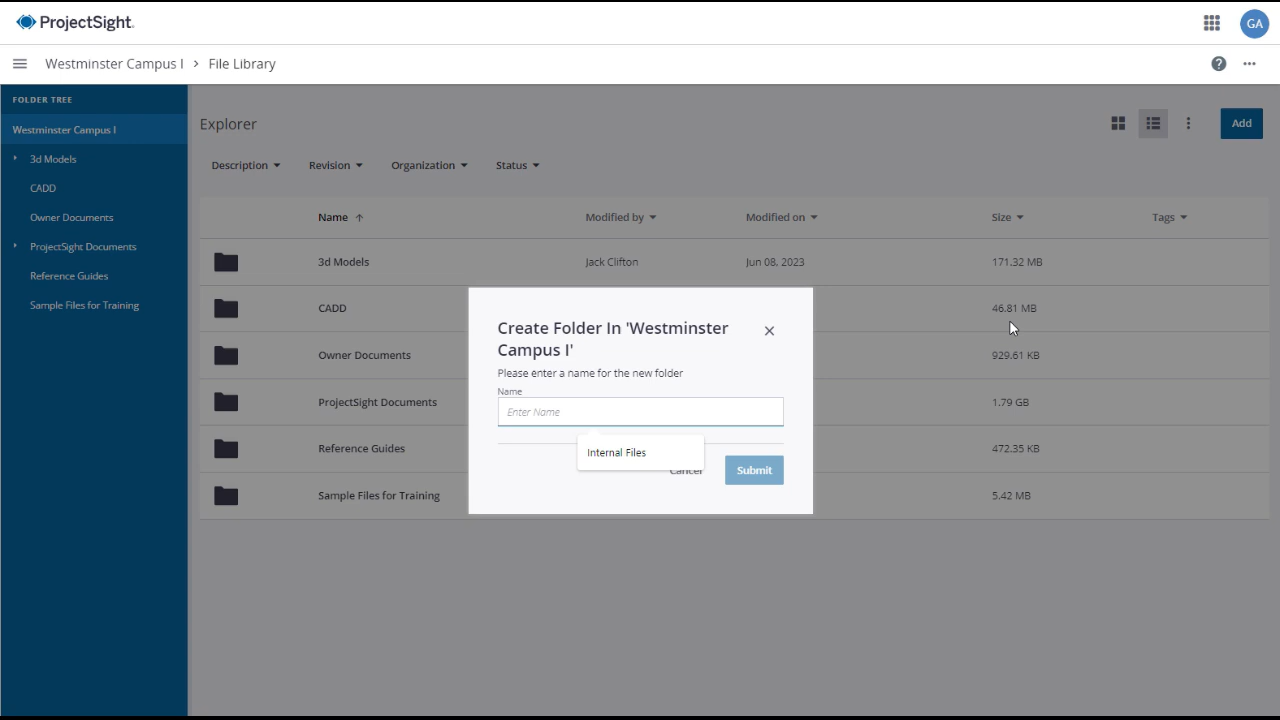 ProjectSight.
GA
Westminster Campus I > File Library
FOLDER TREE
Westminster Campus I
3d Models
CADD
Owner Documents
ProjectSight Documents
Reference Guides
Sample Files for Training
Explorer
Add
Description Revision Organization Status
Name Modified by Modified on Size Tags
3d Models Jack Clifton Jun 08, 2023 171.32 MB
CADD 46.81 MB
Owner Documents 929.61 KB
ProjectSight Documents 1.79 GB
Reference Guides 472.35 KB
Sample Files for Training 5.42 MB
Create Folder In 'Westminster
Campus I'
Please enter a name for the new folder
Name
Enter Name
Internal Files
Cancel Submit